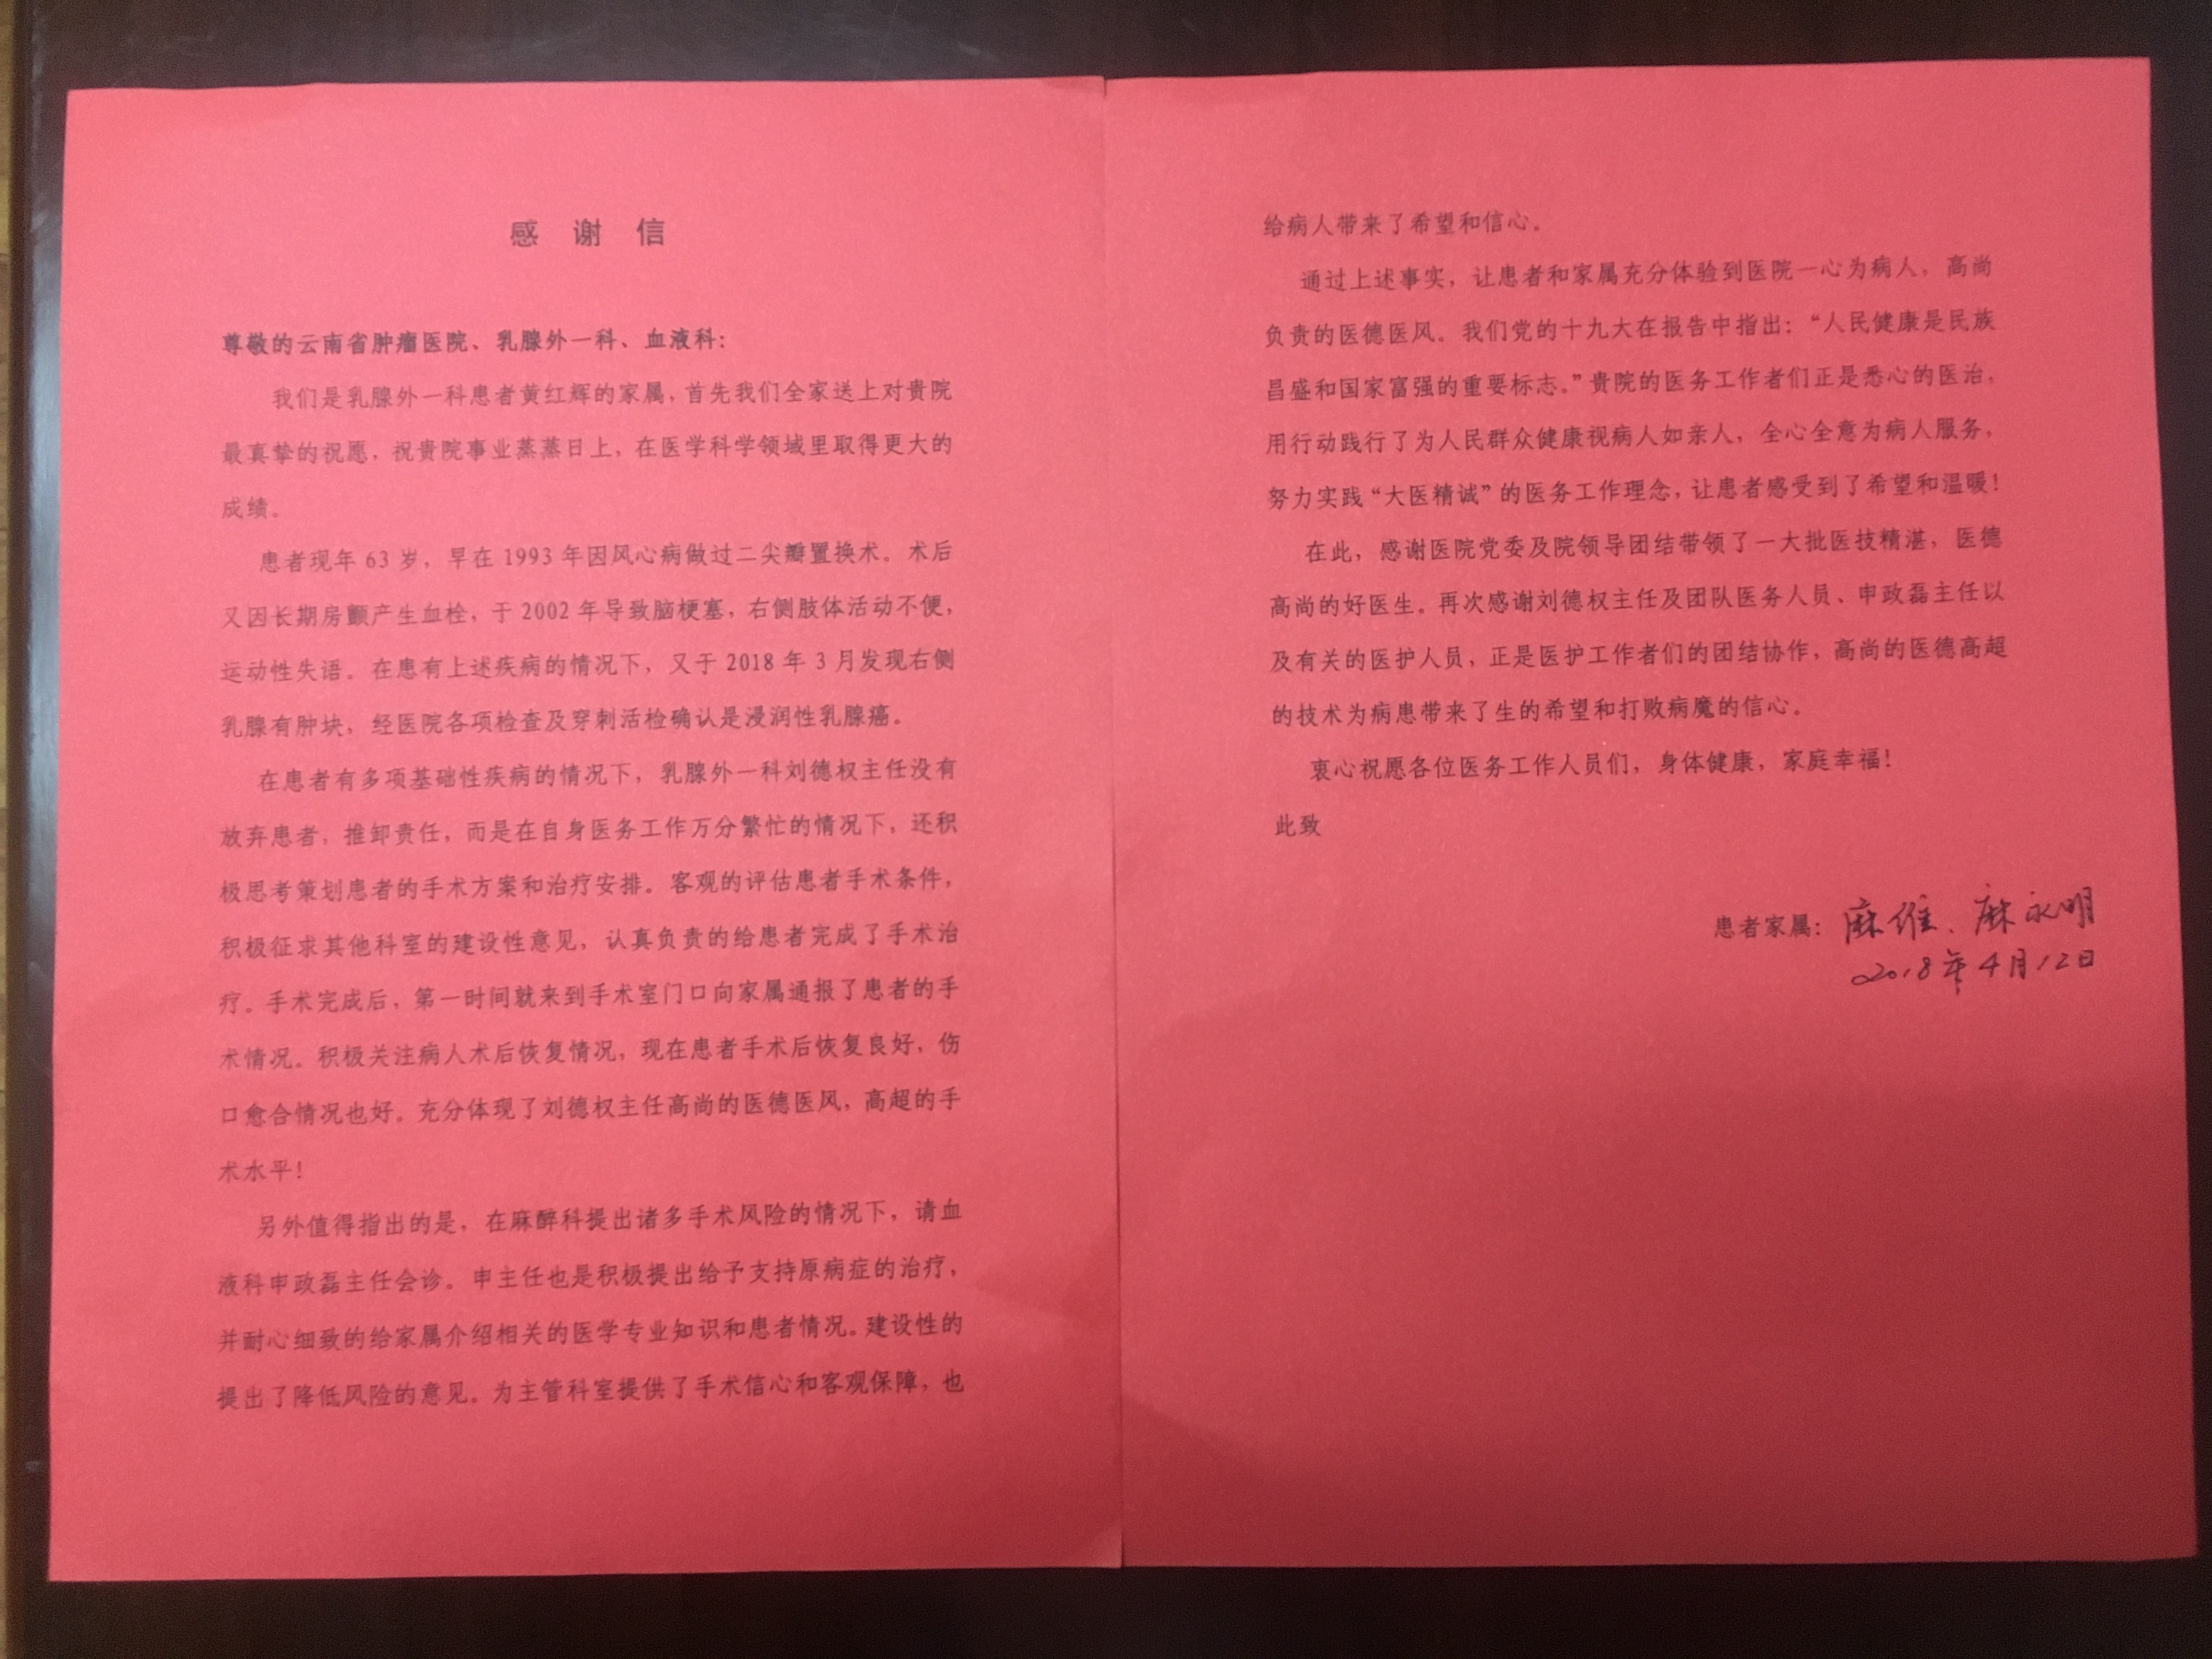 感 谢 信
尊敬的云南省肿瘤医院、乳腺外一科、血液科：
我们是乳腺外一科患者黄红辉的家属，首先我们全家送上对贵院
最真挚的祝愿，祝贵院事业蒸蒸日上，在医学科学领域里取得更大的
成绩。
患者现年 63 岁，早在 1993 年因风心病做过二尖瓣置换术。术后
又因长期房颤产生血栓，于 2002 年导致脑梗塞，右侧肢体活动不便，
运动性失语。在患有上述疾病的情况下，又于 2018 年 3 月发现右侧
乳腺有肿块，经医院各项检查及穿刺活检确认是浸润性乳腺癌。
在患者有多项基础性疾病的情况下，乳腺外一科刘德权主任没有
放弃患者，推卸责任，而是在自身医务工作万分繁忙的情况下，还积
极思考策划患者的手术方案和治疗安排。客观的评估患者手术条件，
积极征求其他科室的建设性意见，认真负责的给患者完成了手术治
疗。手术完成后，第一时间就来到手术室门口向家属通报了患者的手
术情况。积极关注病人术后恢复情况，现在患者手术后恢复良好，伤
口愈合情况也好。充分体现了刘德权主任高尚的医德医风，高超的手
术水平！
另外值得指出的是，在麻醉科提出诸多手术风险的情况下，请血
液科申政磊主任会诊。申主任也是积极提出给予支持原病症的治疗，
并耐心细致的给家属介绍相关的医学专业知识和患者情况。建设性的
提出了降低风险的意见。为主管科室提供了手术信心和客观保障，也
给病人带来了希望和信心。
通过上述事实，让患者和家属充分体验到医院一心为病人，高尚
负责的医德医风。我们党的十九大在报告中指出：“人民健康是民族
昌盛和国家富强的重要标志。”贵院的医务工作者们正是悉心的医治，
用行动践行了为人民群众健康视病人如亲人，全心全意为病人服务，
努力实践“大医精诚”的医务工作理念，让患者感受到了希望和温暖！
在此，感谢医院党委及院领导团结带领了一大批医技精湛，医德
高尚的好医生。再次感谢刘德权主任及团队医务人员、申政磊主任以
及有关的医护人员，正是医护工作者们的团结协作，高尚的医德高超
的技术为病患带来了生的希望和打败病魔的信心。
衷心祝愿各位医务工作人员们，身体健康，家庭幸福！
此致
患者家属：麻维、麻永明
2018年4月12日